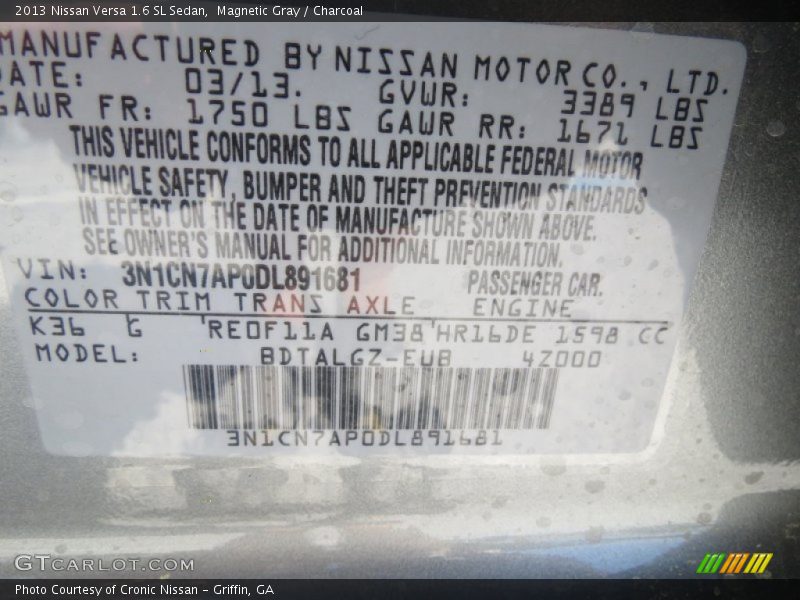 2013 Nissan Versa 1.6 SL Sedan, Magnetic Gray / Charcoal
MANUFACTURED BY NISSAN MOTOR CO., LTD.
DATE: 03/13. GVWR: 3389 LBS
GAWR FR: 1750 LBS GAWR RR: 1671 LBS
THIS VEHICLE CONFORMS TO ALL APPLICABLE FEDERAL MOTOR
VEHICLE SAFETY, BUMPER AND THEFT PREVENTION STANDARDS
IN EFFECT ON THE DATE OF MANUFACTURE SHOWN ABOVE.
SEE OWNER'S MANUAL FOR ADDITIONAL INFORMATION.
VIN: 3N1CN7AP0DL891681 PASSENGER CAR.
COLOR TRIM TRANS AXLE ENGINE
K36 G RE0F11A GM38 HR16DE 1598 CC
MODEL: BDTALGZ-EUB 4Z000
3N1CN7AP0DL891681
GTCARLOT.COM
Photo Courtesy of Cronic Nissan - Griffin, GA